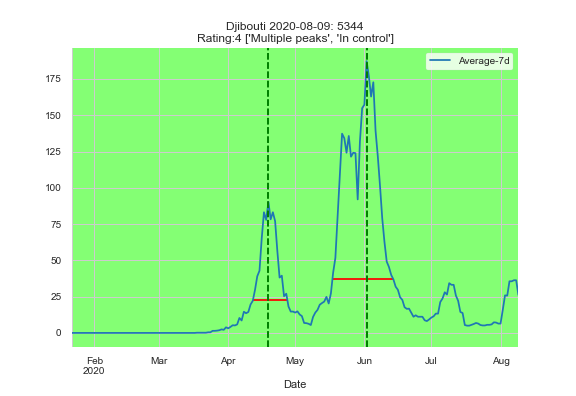 Djibouti 2020-08-09: 5344
Rating:4 ['Multiple peaks', 'In control']
Average-7d
175
150
125
100
75
50
25
0
Feb
2020
Mar
Apr
May
Jun
Jul
Aug
Date